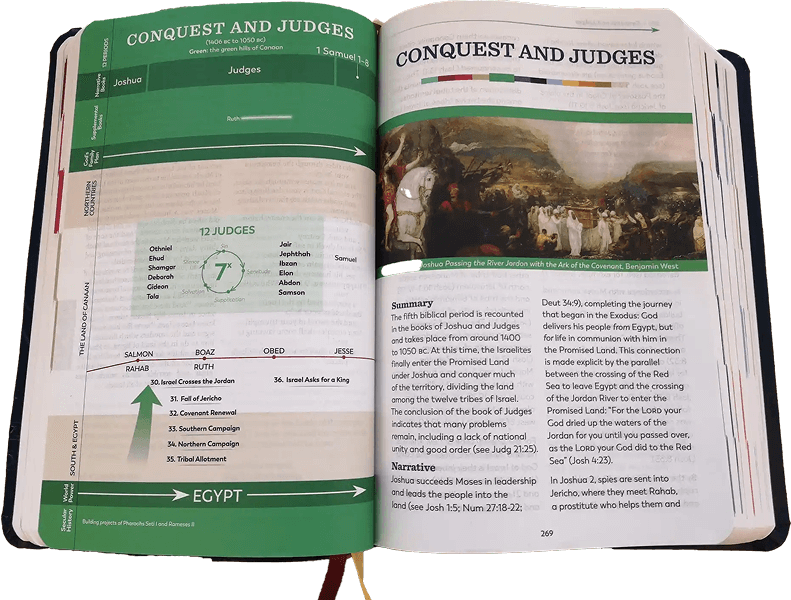 CONQUEST AND JUDGES
(1406 BC to 1050 BC)
Green: the green hills of Canaan
12 PERIODS
Narrative
Books
Joshua
Judges
1 Samuel 1–8
Supplemental
Books
Ruth
God's
Family
Plan
NORTHERN
COUNTRIES
THE LAND OF CANAAN
12 JUDGES
Othniel
Ehud
Shamgar
Deborah
Gideon
Tola
7x
Sin
Servitude
Supplication
Salvation
Silence
Jair
Jephthah
Ibzan
Elon
Abdon
Samson
Samuel
SALMON
BOAZ
OBED
JESSE
RAHAB
RUTH
30. Israel Crosses the Jordan
36. Israel Asks for a King
31. Fall of Jericho
32. Covenant Renewal
33. Southern Campaign
34. Northern Campaign
35. Tribal Allotment
SOUTH & EGYPT
World
Power
EGYPT
Secular
History
Building projects of Pharaohs Seti I and Rameses II
CONQUEST AND JUDGES
Joshua Passing the River Jordan with the Ark of the Covenant, Benjamin West
Summary
The fifth biblical period is recounted
in the books of Joshua and Judges
and takes place from around 1400
to 1050 BC. At this time, the Israelites
finally enter the Promised Land
under Joshua and conquer much
of the territory, dividing the land
among the twelve tribes of Israel.
The conclusion of the book of Judges
indicates that many problems
remain, including a lack of national
unity and good order (see Judg 21:25).
Narrative
Joshua succeeds Moses in leadership
and leads the people into the
land (see Josh 1:5; Num 27:18-22;
Deut 34:9), completing the journey
that began in the Exodus: God
delivers his people from Egypt, but
for life in communion with him in
the Promised Land. This connection
is made explicit by the parallel
between the crossing of the Red
Sea to leave Egypt and the crossing
of the Jordan River to enter the
Promised Land: "For the LORD your
God dried up the waters of the
Jordan for you until you passed over,
as the LORD your God did to the Red
Sea" (Josh 4:23).
In Joshua 2, spies are sent into
Jericho, where they meet Rahab,
a prostitute who helps them and
269